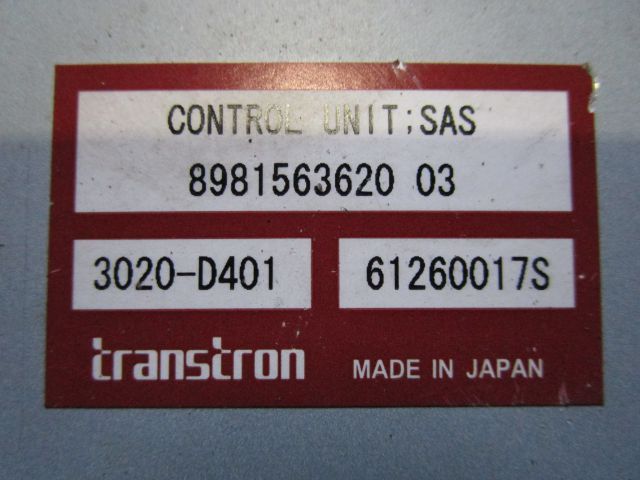 CONTROL UNIT;SAS
8981563620 03
3020-D401 61260017S
transtron MADE IN JAPAN